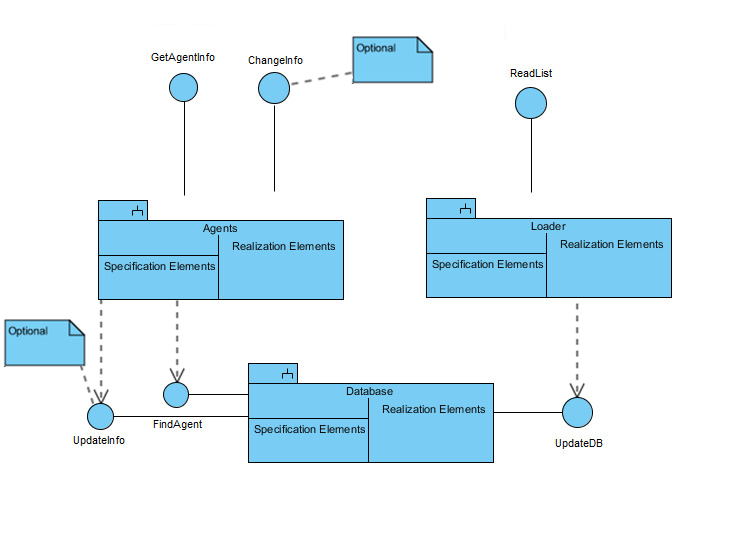 GetAgentInfo
ChangeInfo
Optional
ReadList
Agents
Realization Elements
Specification Elements
Loader
Realization Elements
Specification Elements
Optional
UpdateInfo
FindAgent
Database
Realization Elements
Specification Elements
UpdateDB